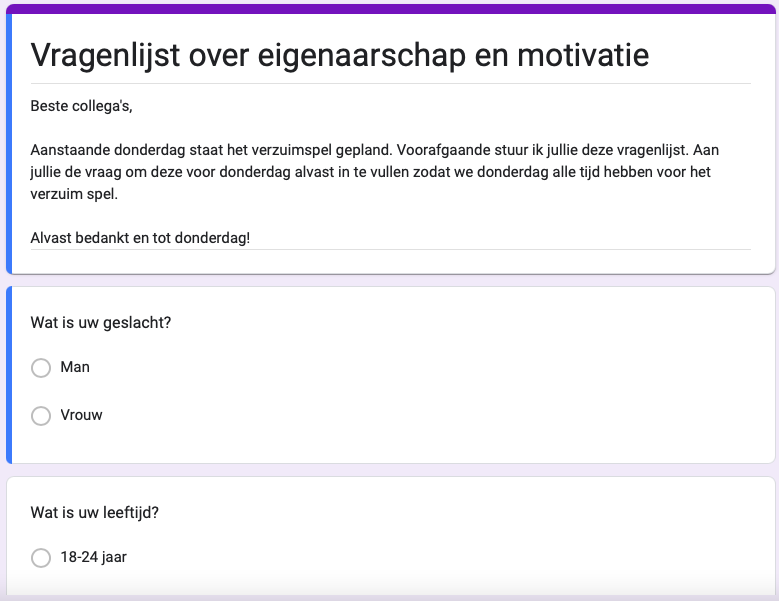 Vragenlijst over eigenaarschap en motivatie
Beste collega's,
Aanstaande donderdag staat het verzuimspel gepland. Voorafgaande stuur ik jullie deze vragenlijst. Aan
jullie de vraag om deze voor donderdag alvast in te vullen zodat we donderdag alle tijd hebben voor het
verzuim spel.
Alvast bedankt en tot donderdag!
Wat is uw geslacht?
Man
Vrouw
Wat is uw leeftijd?
18-24 jaar